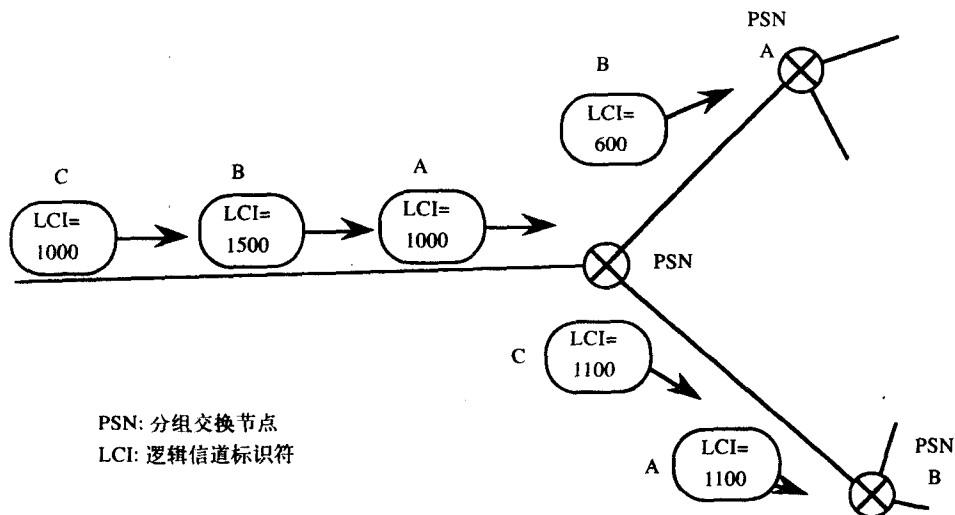 PSN
A
B
LCI=
600
C
LCI=
1000
B
LCI=
1500
A
LCI=
1000
PSN
C
LCI=
1100
A
LCI=
1100
PSN
B
PSN: 分组交换节点
LCI: 逻辑信道标识符